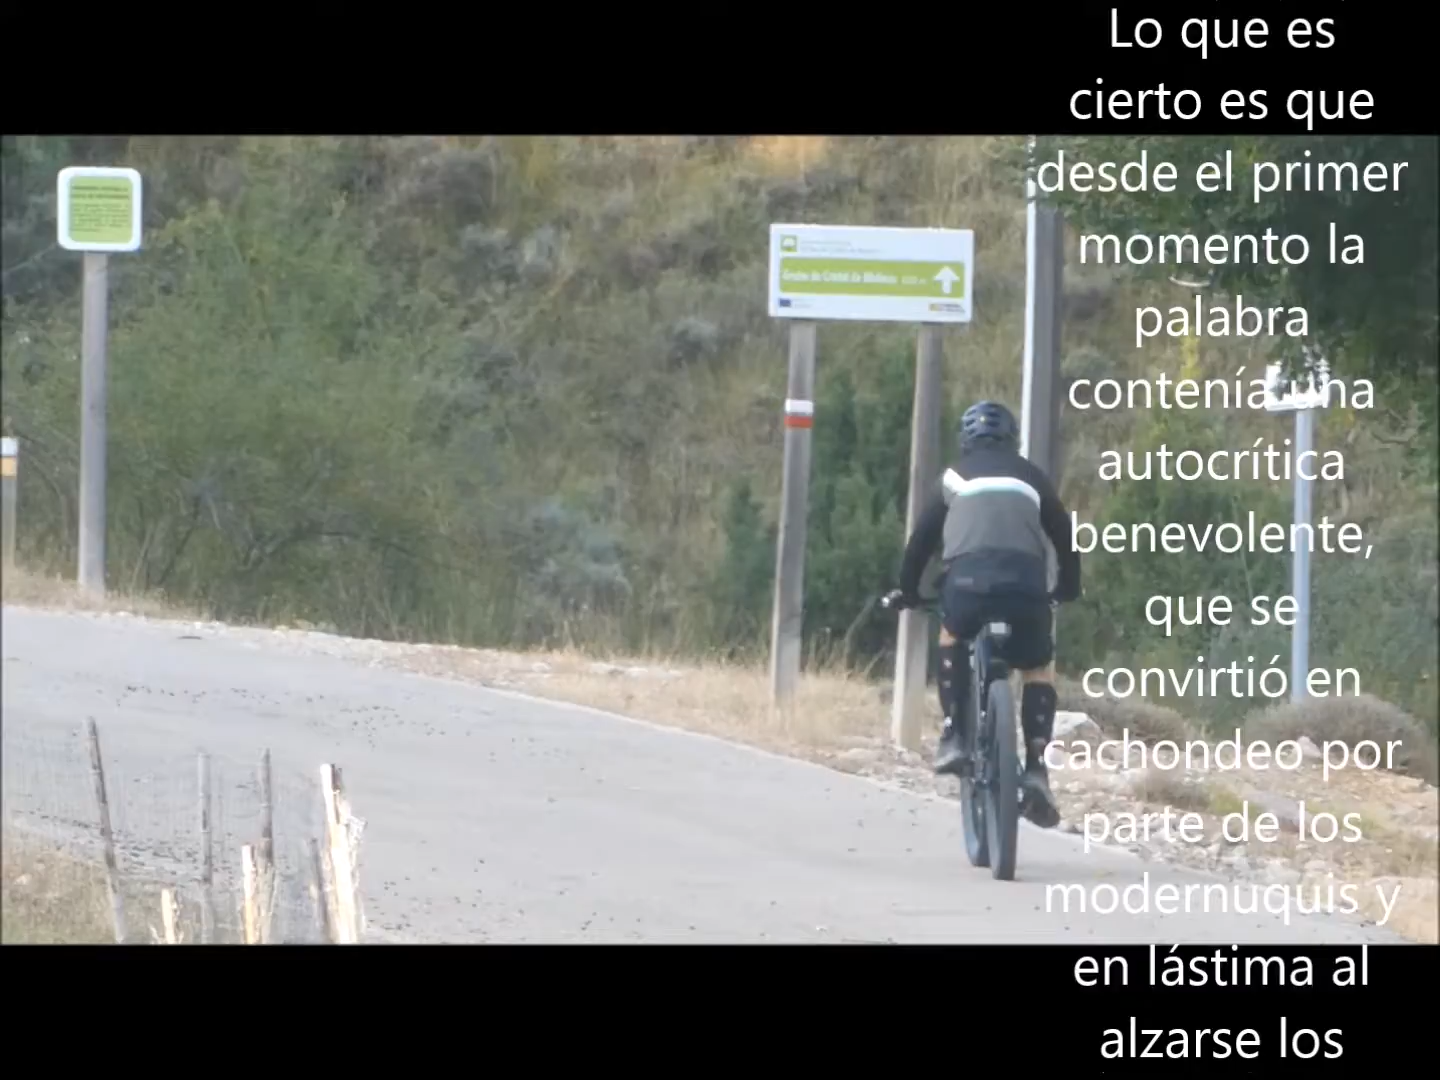 Lo que es
cierto es que
desde el primer
momento la
palabra
contenía una
autocrítica
benevolente,
que se
convirtió en
cachondeo por
parte de los
modernuquis y
en lástima al
alzarse los